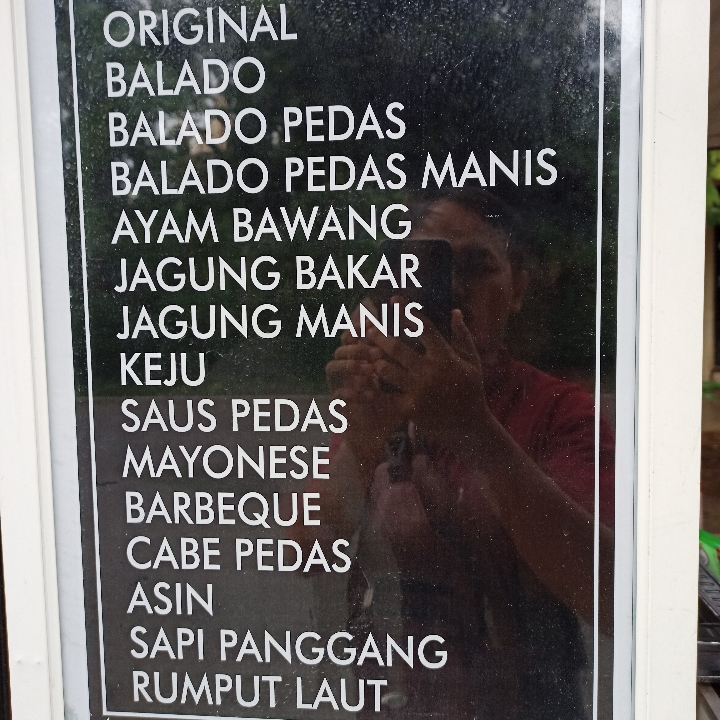 ORIGINAL
BALADO
BALADO PEDAS
BALADO PEDAS MANIS
AYAM BAWANG
JAGUNG BAKAR
JAGUNG MANIS
KEJU
SAUS PEDAS
MAYONESE
BARBEQUE
CABE PEDAS
ASIN
SAPI PANGGANG
RUMPUT LAUT